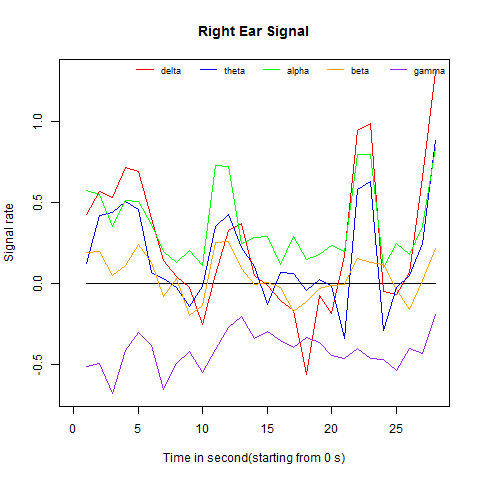 Right Ear Signal
delta theta alpha beta gamma
Signal rate
1.0
0.5
0.0
-0.5
0 5 10 15 20 25
Time in second(starting from 0 s)